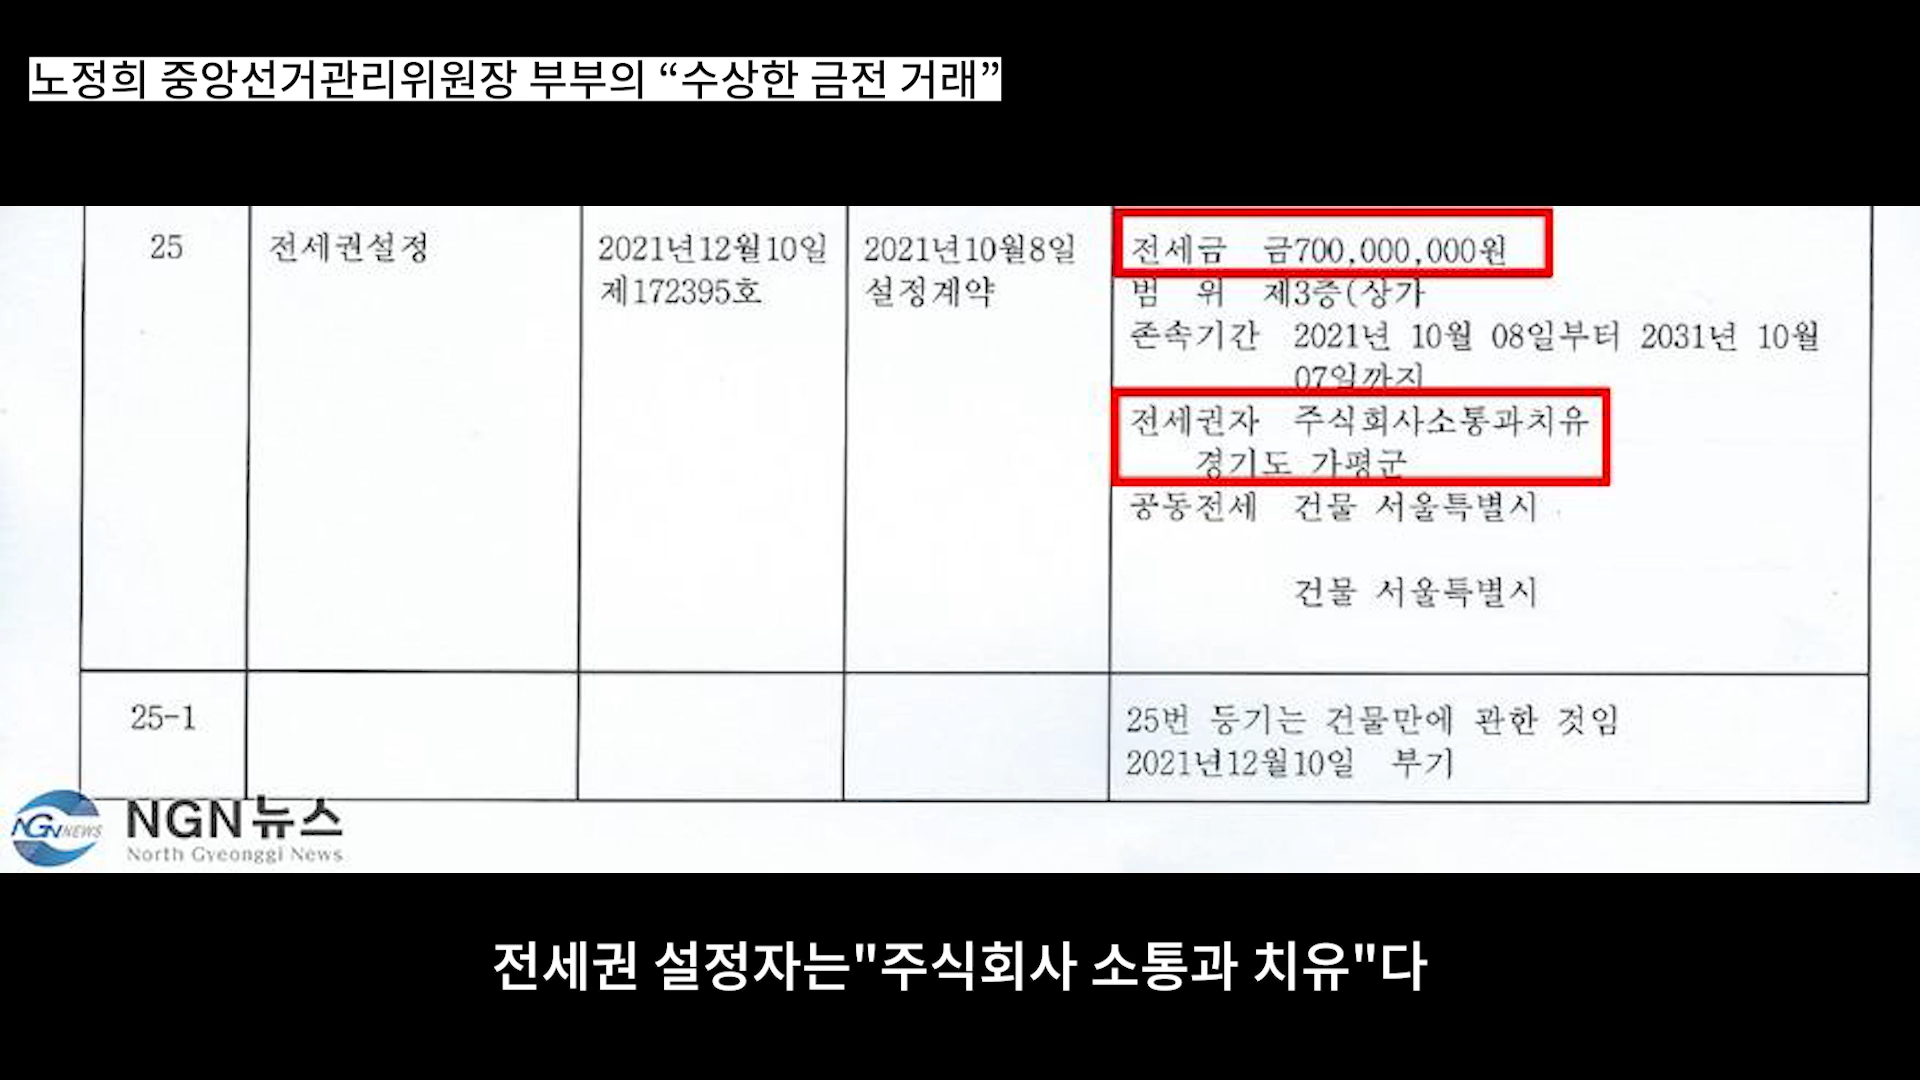 노정희 중앙선거관리위원장 부부의 “수상한 금전 거래”
25 전세권설정 2021년12월10일 2021년10월8일 전세금 금700,000,000원
제172395호 설정계약 범 위 제3층(상가
존속기간 2021년 10월 08일부터 2031년 10월
07일까지
전세권자 주식회사소통과치유
경기도 가평군
공동전세 건물 서울특별시
건물 서울특별시
25-1 25번 등기는 건물만에 관한 것임
2021년12월10일 부기
NGN NEWS NGN뉴스
North Gyeonggi News
전세권 설정자는"주식회사 소통과 치유"다